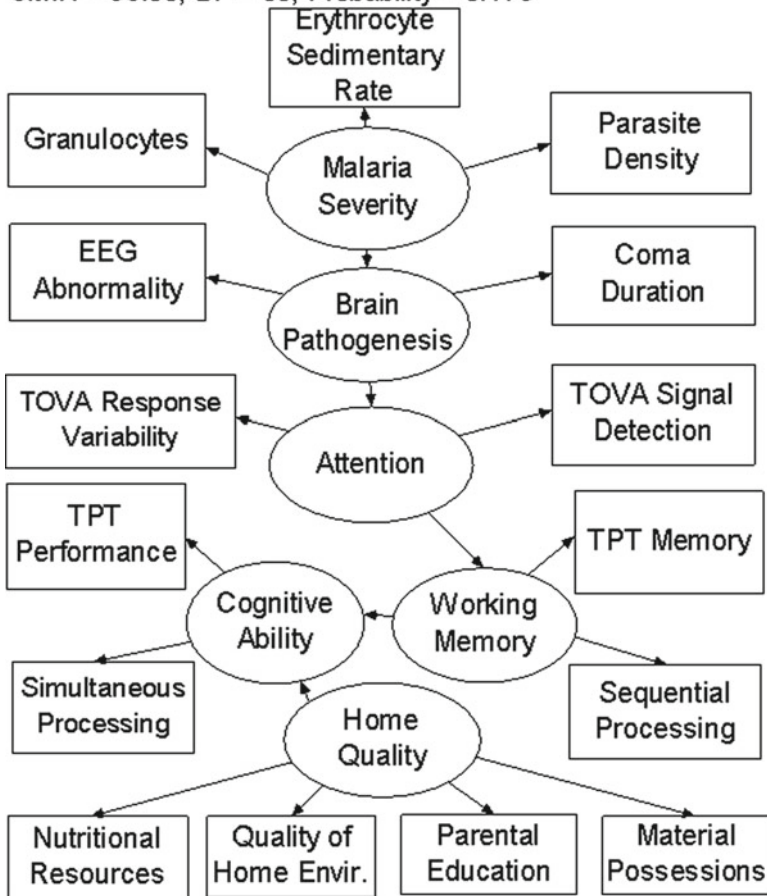 Erythrocyte
Sedimentary
Rate
Granulocytes
Parasite
Density
Malaria
Severity
EEG
Abnormality
Coma
Duration
Brain
Pathogenesis
TOVA Response
Variability
TOVA Signal
Detection
Attention
TPT
Performance
TPT Memory
Cognitive
Ability
Working
Memory
Simultaneous
Processing
Sequential
Processing
Home
Quality
Nutritional
Resources
Quality of
Home Envir.
Parental
Education
Material
Possessions